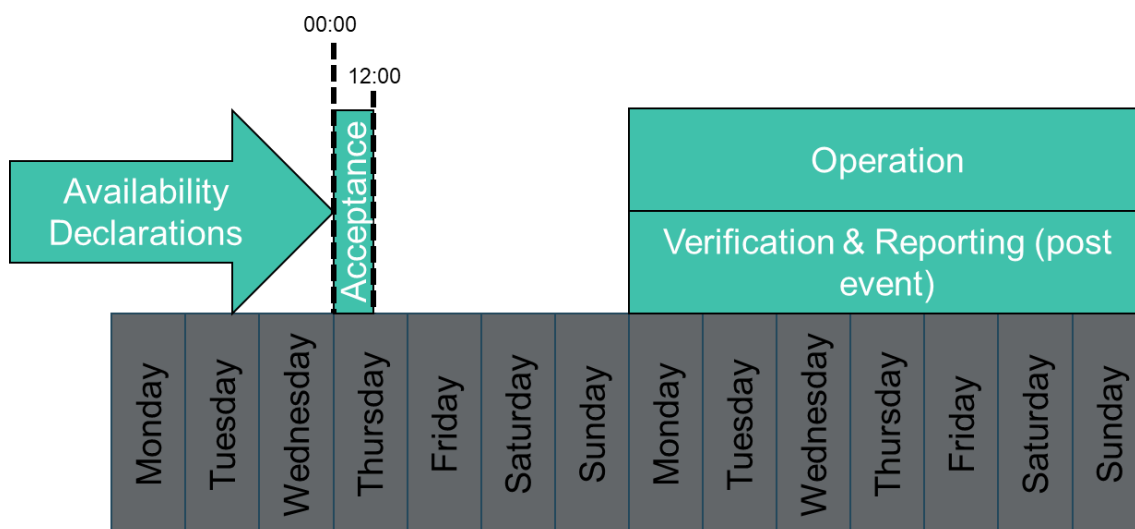 00:00
12:00
Availability
Declarations
Acceptance
Operation
Verification & Reporting (post
event)
Monday
Tuesday
Wednesday
Thursday
Friday
Saturday
Sunday
Monday
Tuesday
Wednesday
Thursday
Friday
Saturday
Sunday